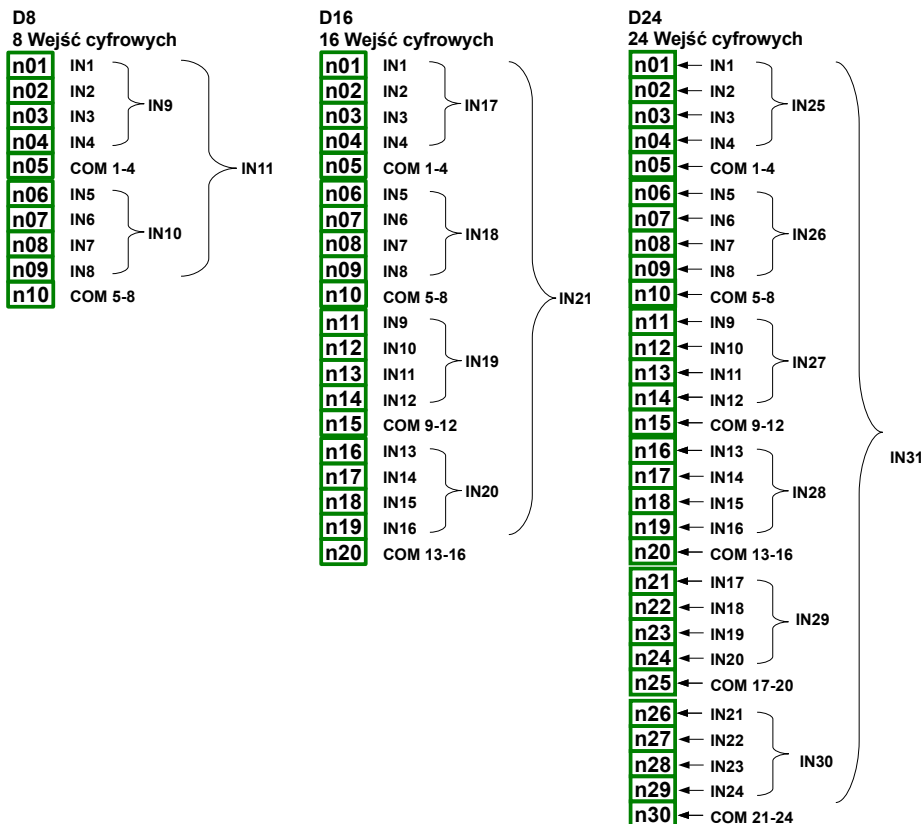 D8
8 Wejść cyfrowych
n01 IN1
n02 IN2
IN9
n03 IN3
n04 IN4
n05 COM 1-4
IN11
n06 IN5
n07 IN6
IN10
n08 IN7
n09 IN8
n10 COM 5-8
D16
16 Wejść cyfrowych
n01 IN1
n02 IN2
IN17
n03 IN3
n04 IN4
n05 COM 1-4
n06 IN5
n07 IN6
IN18
n08 IN7
n09 IN8
n10 COM 5-8
IN21
n11 IN9
n12 IN10
IN19
n13 IN11
n14 IN12
n15 COM 9-12
n16 IN13
n17 IN14
IN20
n18 IN15
n19 IN16
n20 COM 13-16
D24
24 Wejść cyfrowych
n01 IN1
n02 IN2
IN25
n03 IN3
n04 IN4
n05 COM 1-4
n06 IN5
n07 IN6
IN26
n08 IN7
n09 IN8
n10 COM 5-8
n11 IN9
n12 IN10
IN27
n13 IN11
n14 IN12
n15 COM 9-12
n16 IN13
IN31
n17 IN14
IN28
n18 IN15
n19 IN16
n20 COM 13-16
n21 IN17
n22 IN18
IN29
n23 IN19
n24 IN20
n25 COM 17-20
n26 IN21
n27 IN22
IN30
n28 IN23
n29 IN24
n30 COM 21-24